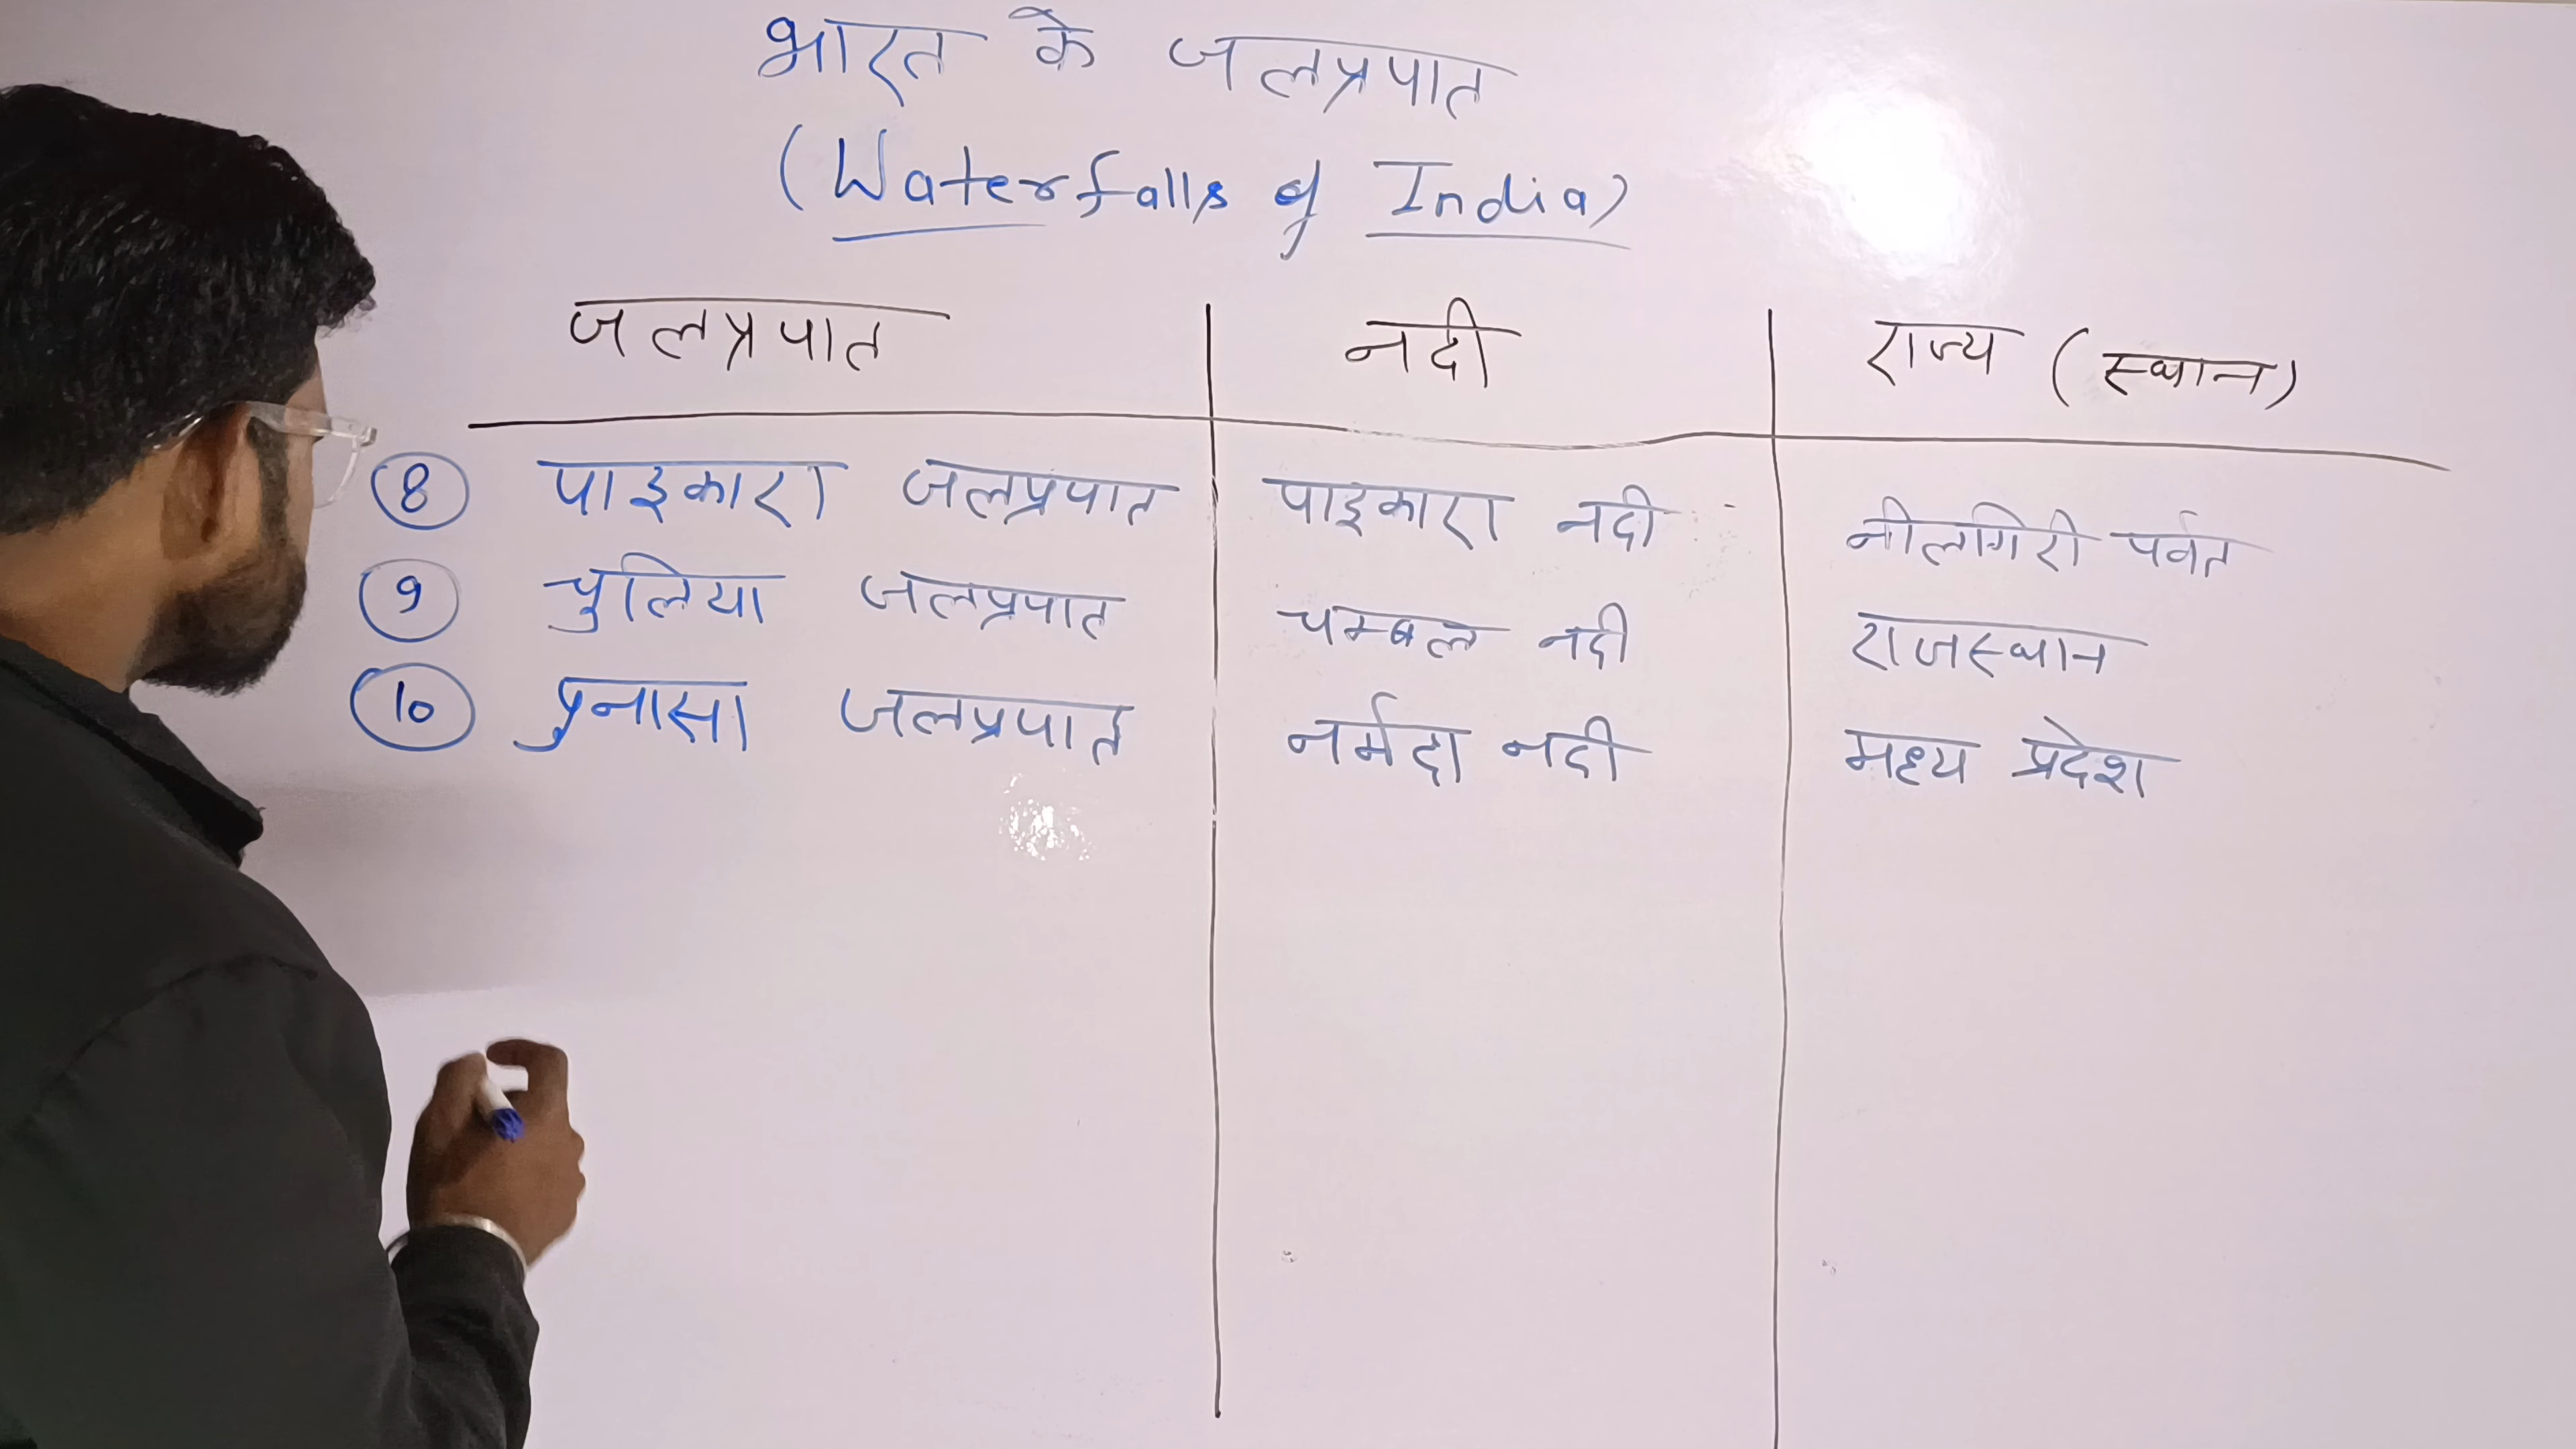 भारत के जलप्रपात
(Waterfalls of India)
जलप्रपात नदी राज्य (स्थान)
8 पाइकारा जलप्रपात पाइकारा नदी नीलगिरी पर्वत
9 चुलिया जलप्रपात चम्बल नदी राजस्थान
10 पुनासा जलप्रपात नर्मदा नदी मध्य प्रदेश